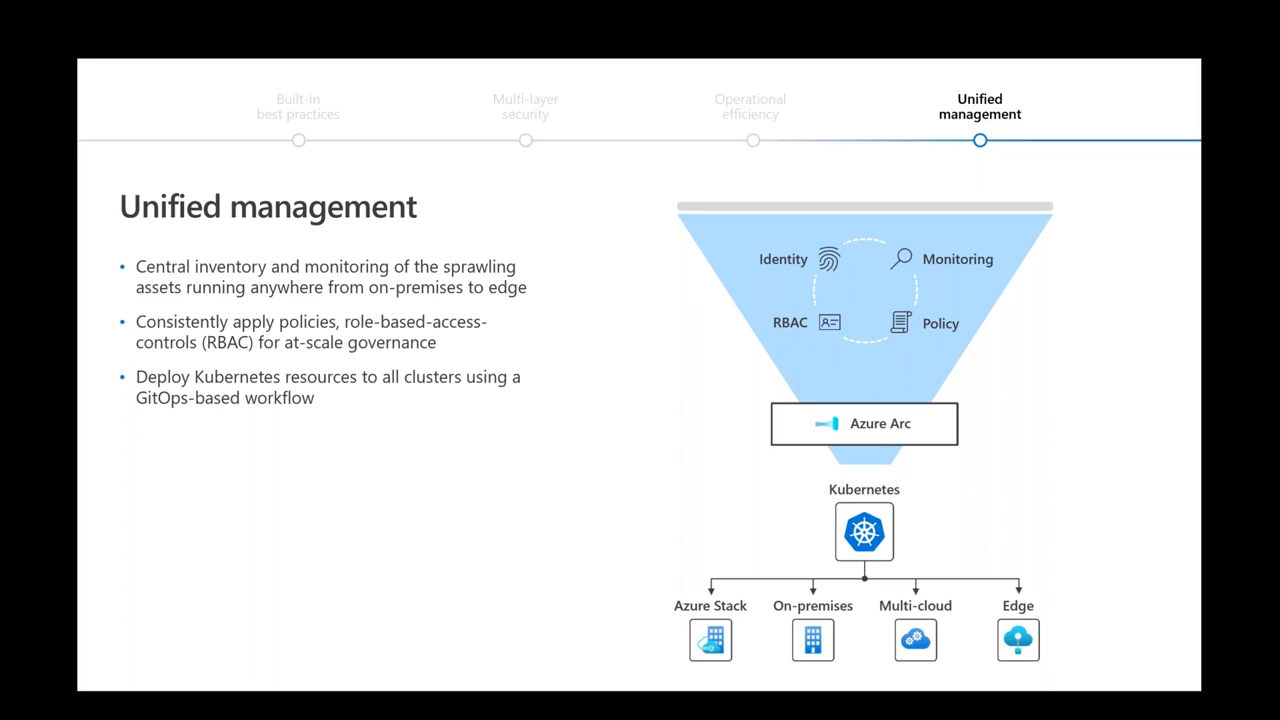 Built-in
best practices
Multi-layer
security
Operational
efficiency
Unified
management
Unified management
• Central inventory and monitoring of the sprawling
assets running anywhere from on-premises to edge
• Consistently apply policies, role-based-access-
controls (RBAC) for at-scale governance
• Deploy Kubernetes resources to all clusters using a
GitOps-based workflow
Identity
Monitoring
RBAC
Policy
Azure Arc
Kubernetes
Azure Stack
On-premises
Multi-cloud
Edge